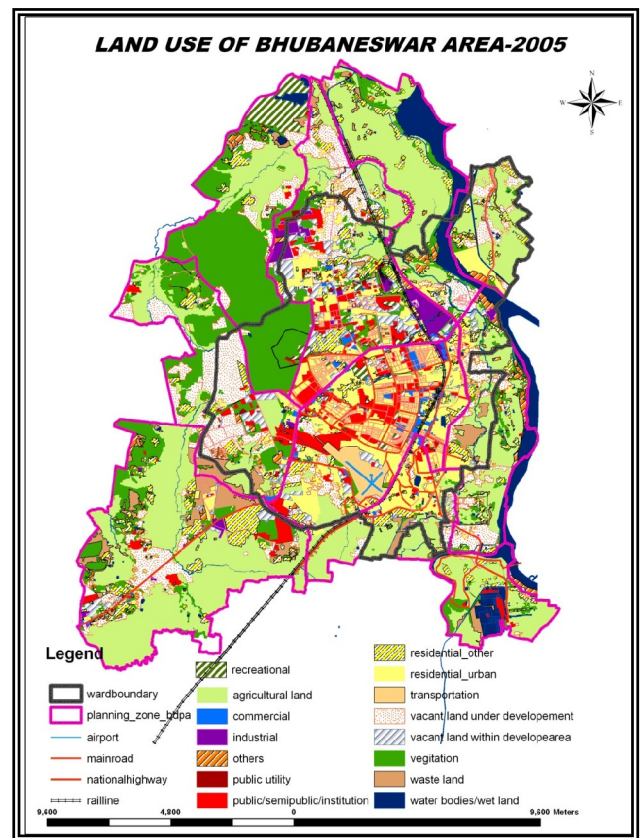 LAND USE OF BHUBANESWAR AREA-2005
N
W E
S
Legend
wardboundary
planning_zone_bdpa
airport
mainroad
nationalhighway
railline
recreational
agricultural land
commercial
industrial
others
public utility
public/semipublic/institution
residential_other
residential_urban
transportation
vacant land under developement
vacant land within developearea
vegitation
waste land
water bodies/wet land
9,600 4,800 0 9,600 Meters